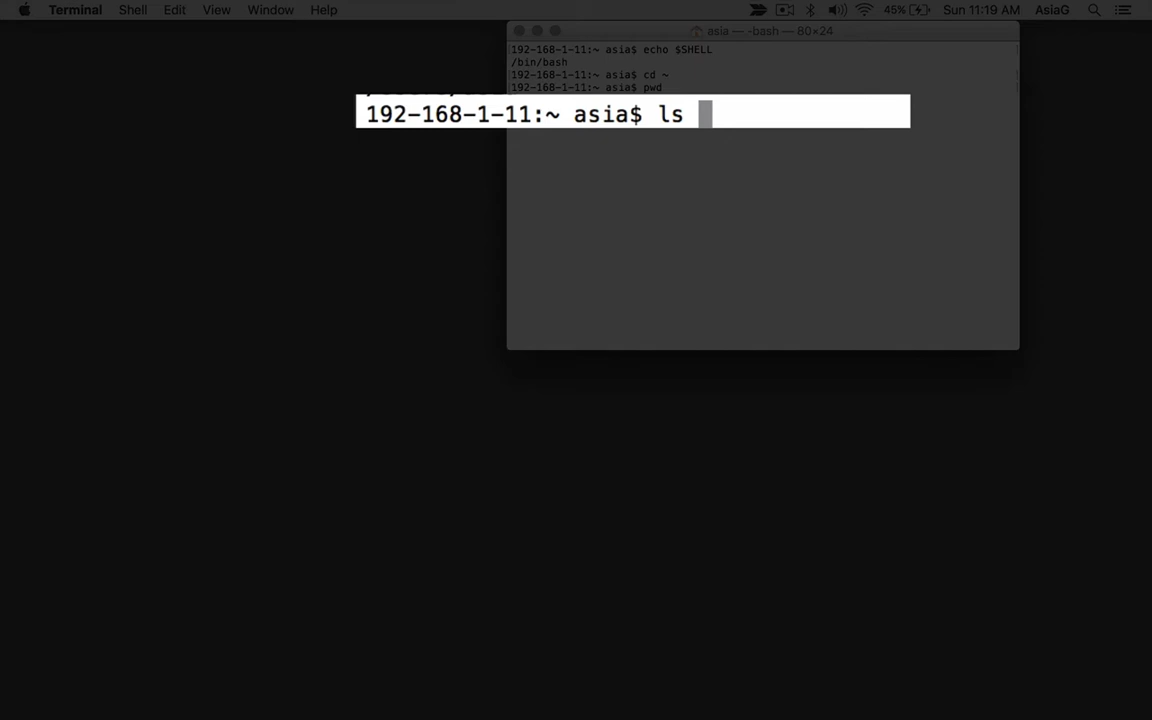 Terminal Shell Edit View Window Help 45% Sun 11:19 AM AsiaG
asia — -bash — 80×24
192-168-1-11:~ asia$ echo $SHELL
/bin/bash
192-168-1-11:~ asia$ cd ~
192-168-1-11:~ asia$ pwd
192-168-1-11:~ asia$ ls